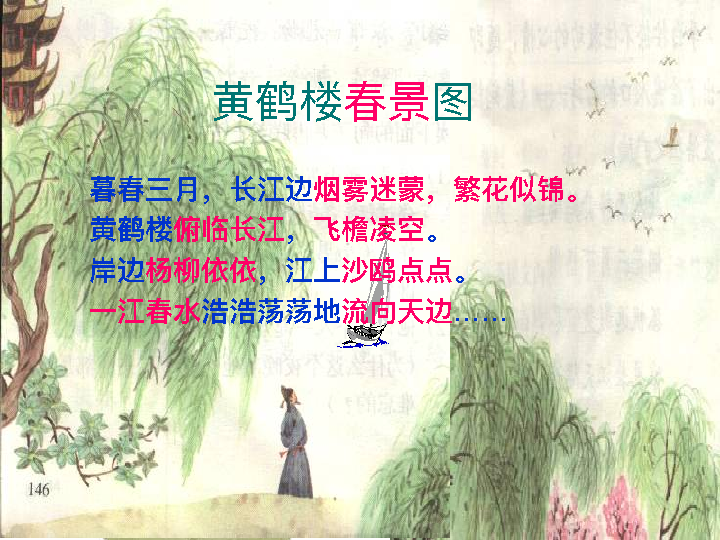 黄鹤楼春景图
暮春三月，长江边烟雾迷蒙，繁花似锦。
黄鹤楼俯临长江，飞檐凌空。
岸边杨柳依依，江上沙鸥点点。
一江春水浩浩荡荡地流向天边……
146